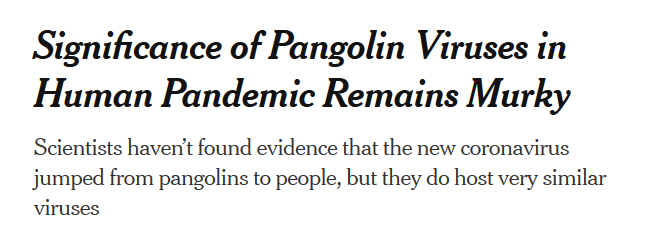 Significance of Pangolin Viruses in
Human Pandemic Remains Murky
Scientists haven’t found evidence that the new coronavirus
jumped from pangolins to people, but they do host very similar
viruses